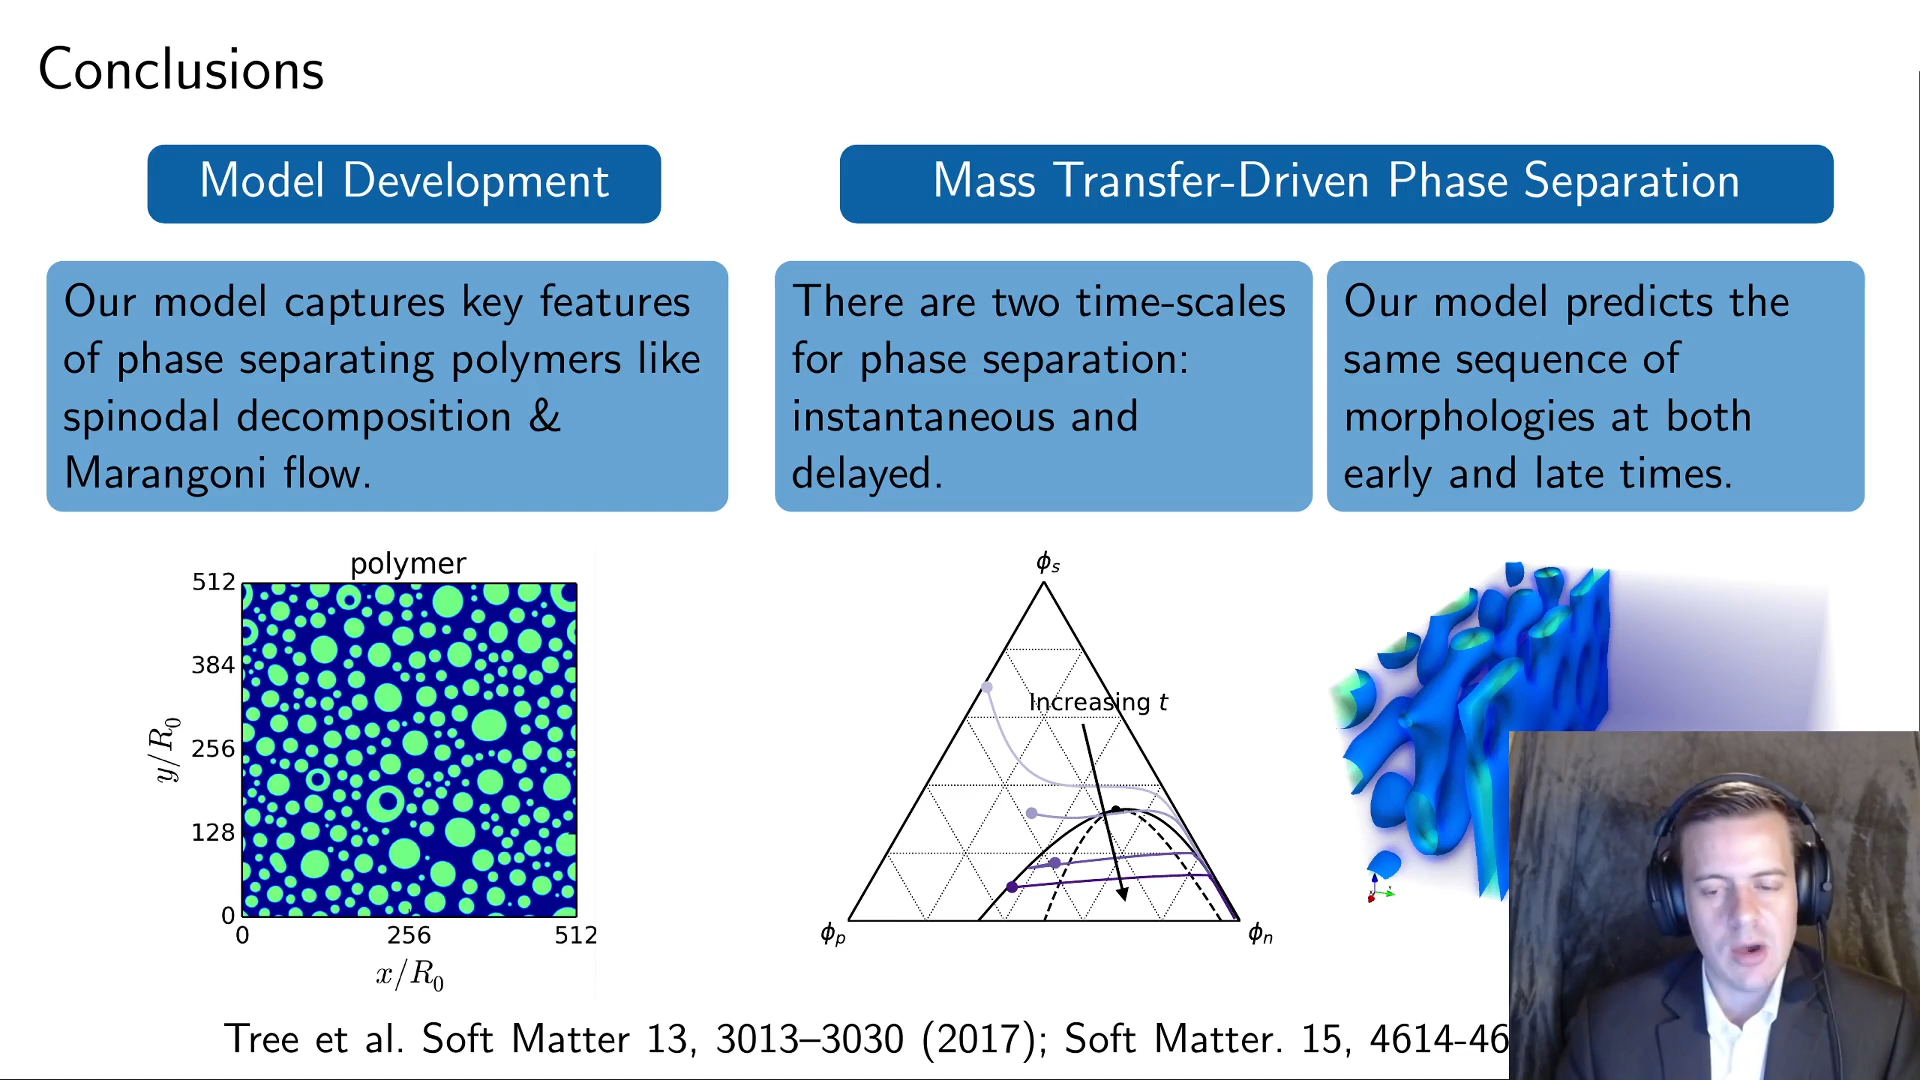 Conclusions
Model Development
Mass Transfer-Driven Phase Separation
Our model captures key features
of phase separating polymers like
spinodal decomposition &
Marangoni flow.
There are two time-scales
for phase separation:
instantaneous and
delayed.
Our model predicts the
same sequence of
morphologies at both
early and late times.
polymer
512
384
256
128
0
y/R₀
0 256 512
x/R₀
ϕₛ
Increasing t
ϕₚ
ϕₙ
Tree et al. Soft Matter 13, 3013–3030 (2017); Soft Matter. 15, 4614-46